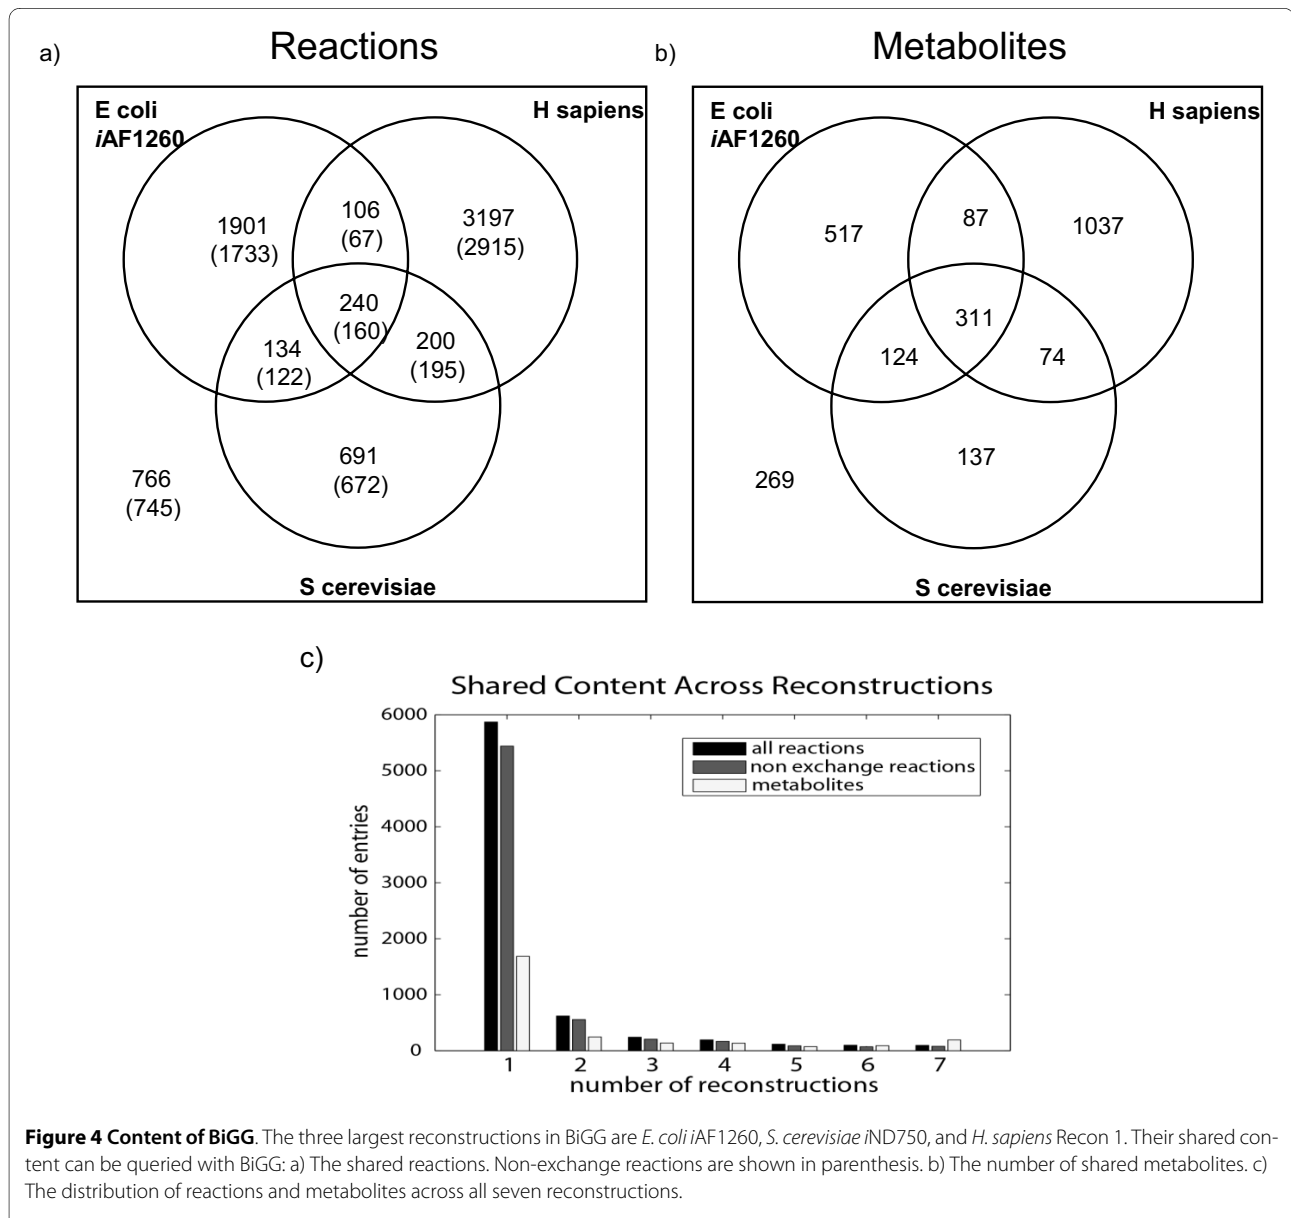 a)
Reactions
E coli
iAF1260
H sapiens
1901
(1733)
106
(67)
3197
(2915)
240
(160)
134
(122)
200
(195)
691
(672)
766
(745)
S cerevisiae
b)
Metabolites
E coli
iAF1260
H sapiens
517
87
1037
311
124
74
137
269
S cerevisiae
c)
Shared Content Across Reconstructions
6000
5000
4000
3000
2000
1000
0
number of entries
all reactions
non exchange reactions
metabolites
1 2 3 4 5 6 7
number of reconstructions
Figure 4 Content of BiGG. The three largest reconstructions in BiGG are E. coli iAF1260, S. cerevisiae iND750, and H. sapiens Recon 1. Their shared con-
tent can be queried with BiGG: a) The shared reactions. Non-exchange reactions are shown in parenthesis. b) The number of shared metabolites. c)
The distribution of reactions and metabolites across all seven reconstructions.